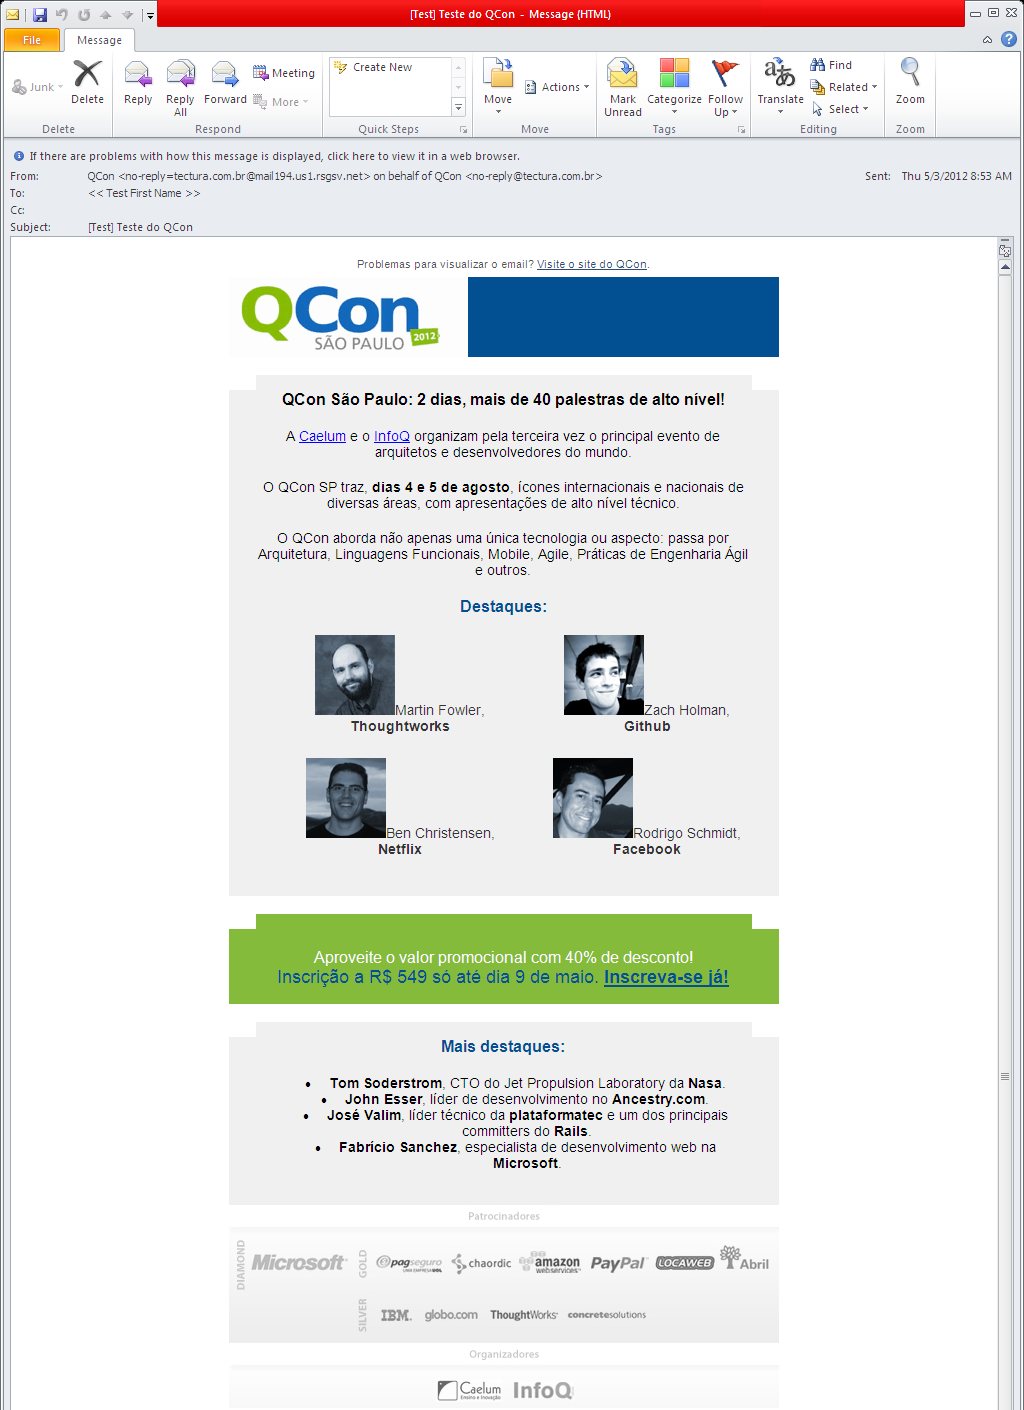 [Test] Teste do QCon - Message (HTML)
File Message
Junk
Delete
Reply
Reply All
Forward
Meeting
More
Create New
Move
Actions
Mark Unread
Categorize
Follow Up
Translate
Find
Related
Select
Zoom
Delete Respond Quick Steps Move Tags Editing Zoom
If there are problems with how this message is displayed, click here to view it in a web browser.
From: QCon <no-reply=tectura.com.br@mail194.us1.rsgsv.net> on behalf of QCon <no-reply@tectura.com.br> Sent: Thu 5/3/2012 8:53 AM
To: << Test First Name >>
Cc:
Subject: [Test] Teste do QCon
Problemas para visualizar o email? Visite o site do QCon.
QCon
SÃO PAULO 2012
QCon São Paulo: 2 dias, mais de 40 palestras de alto nível!
A Caelum e o InfoQ organizam pela terceira vez o principal evento de
arquitetos e desenvolvedores do mundo.
O QCon SP traz, dias 4 e 5 de agosto, ícones internacionais e nacionais de
diversas áreas, com apresentações de alto nível técnico.
O QCon aborda não apenas uma única tecnologia ou aspecto: passa por
Arquitetura, Linguagens Funcionais, Mobile, Agile, Práticas de Engenharia Ágil
e outros.
Destaques:
Martin Fowler,
Thoughtworks
Zach Holman,
Github
Ben Christensen,
Netflix
Rodrigo Schmidt,
Facebook
Aproveite o valor promocional com 40% de desconto!
Inscrição a R$ 549 só até dia 9 de maio. Inscreva-se já!
Mais destaques:
• Tom Soderstrom, CTO do Jet Propulsion Laboratory da Nasa.
• John Esser, líder de desenvolvimento no Ancestry.com.
• José Valim, líder técnico da plataformatec e um dos principais
committers do Rails.
• Fabrício Sanchez, especialista de desenvolvimento web na
Microsoft.
Patrocinadores
DIAMOND Microsoft GOLD pagseguro UMA EMPRESA UOL chaordic amazon webservices PayPal LOCAWEB Abril
SILVER IBM. globo.com ThoughtWorks concretesolutions
Organizadores
Caelum Ensino e Inovação InfoQ